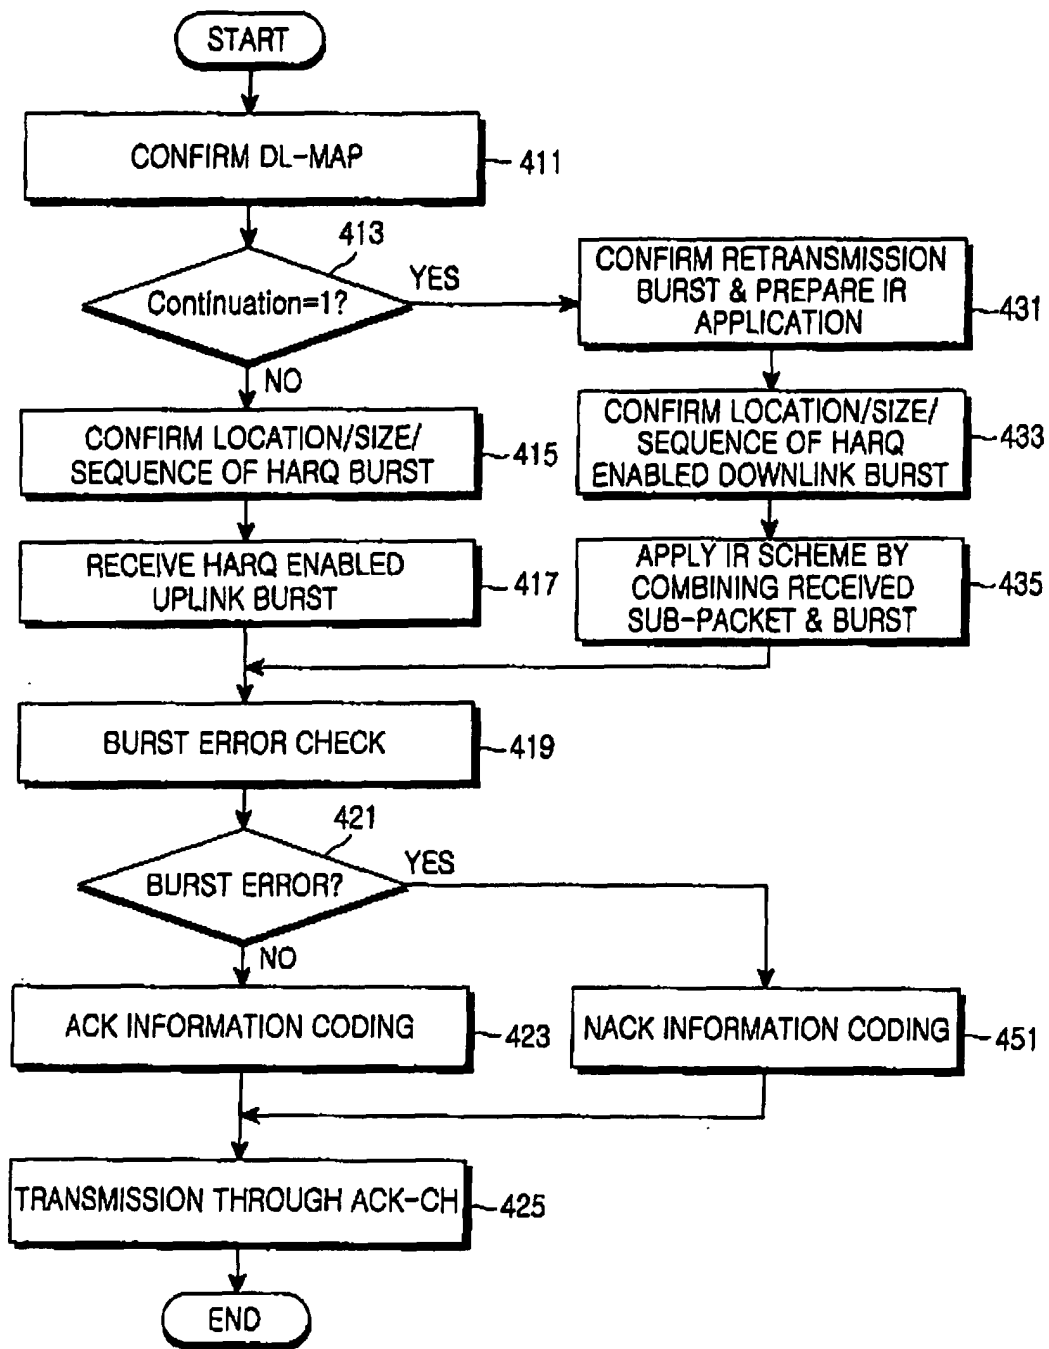 START
CONFIRM DL-MAP
411
413
Continuation=1?
YES
NO
CONFIRM RETRANSMISSION
BURST & PREPARE IR
APPLICATION
431
CONFIRM LOCATION/SIZE/
SEQUENCE OF HARQ BURST
415
CONFIRM LOCATION/SIZE/
SEQUENCE OF HARQ
ENABLED DOWNLINK BURST
433
RECEIVE HARQ ENABLED
UPLINK BURST
417
APPLY IR SCHEME BY
COMBINING RECEIVED
SUB-PACKET & BURST
435
BURST ERROR CHECK
419
421
BURST ERROR?
YES
NO
ACK INFORMATION CODING
423
NACK INFORMATION CODING
451
TRANSMISSION THROUGH ACK-CH
425
END